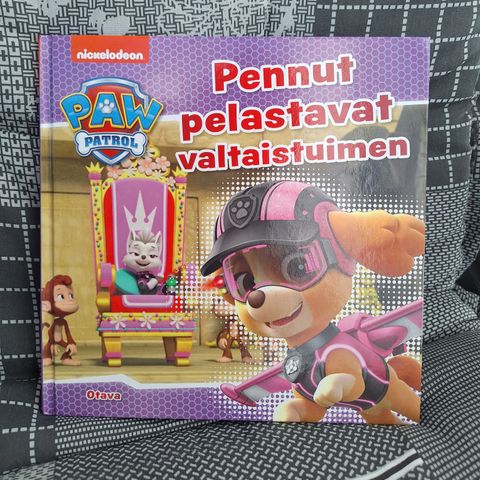 nickelodeon
PAW
PATROL
Pennut
pelastavat
valtaistuimen
Otava